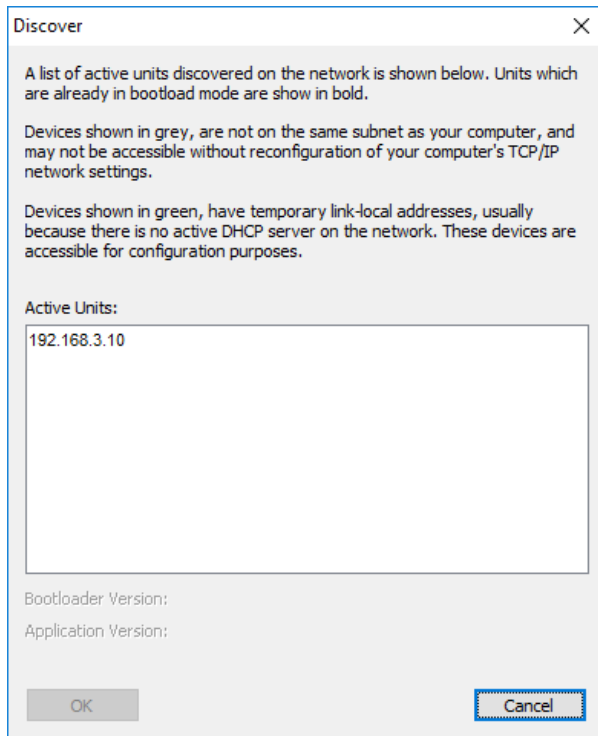 Discover
A list of active units discovered on the network is shown below. Units which
are already in bootload mode are show in bold.
Devices shown in grey, are not on the same subnet as your computer, and
may not be accessible without reconfiguration of your computer's TCP/IP
network settings.
Devices shown in green, have temporary link-local addresses, usually
because there is no active DHCP server on the network. These devices are
accessible for configuration purposes.
Active Units:
192.168.3.10
Bootloader Version:
Application Version:
OK Cancel